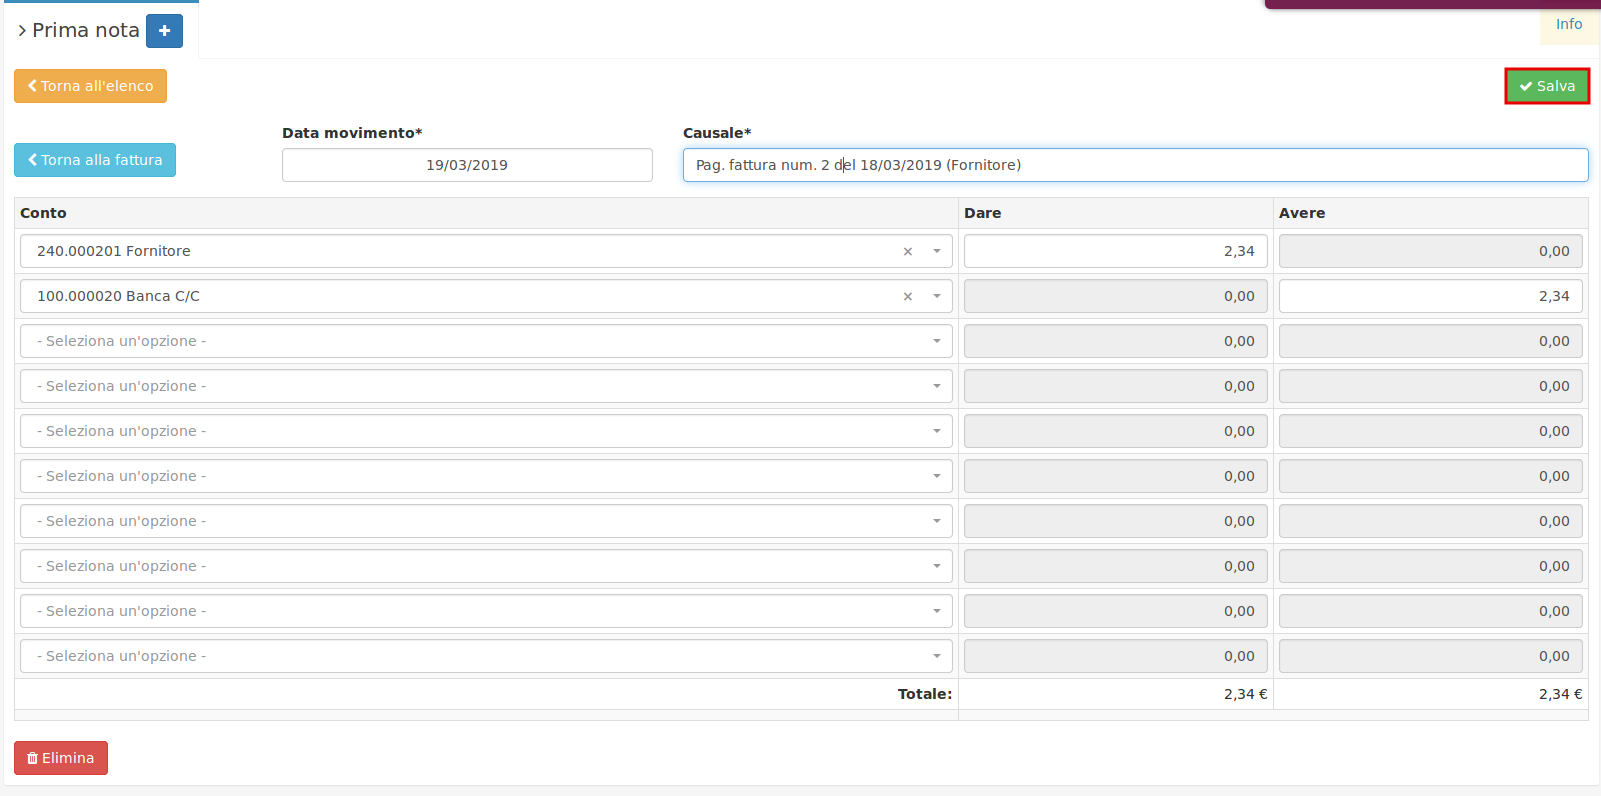 Prima nota
Info
Torna all'elenco
Salva
Torna alla fattura
Data movimento*
Causale*
19/03/2019
Pag. fattura num. 2 del 18/03/2019 (Fornitore)
Conto Dare Avere
240.000201 Fornitore × 2,34 0,00
100.000020 Banca C/C × 0,00 2,34
- Seleziona un'opzione - 0,00 0,00
- Seleziona un'opzione - 0,00 0,00
- Seleziona un'opzione - 0,00 0,00
- Seleziona un'opzione - 0,00 0,00
- Seleziona un'opzione - 0,00 0,00
- Seleziona un'opzione - 0,00 0,00
- Seleziona un'opzione - 0,00 0,00
- Seleziona un'opzione - 0,00 0,00
Totale: 2,34 € 2,34 €
Elimina